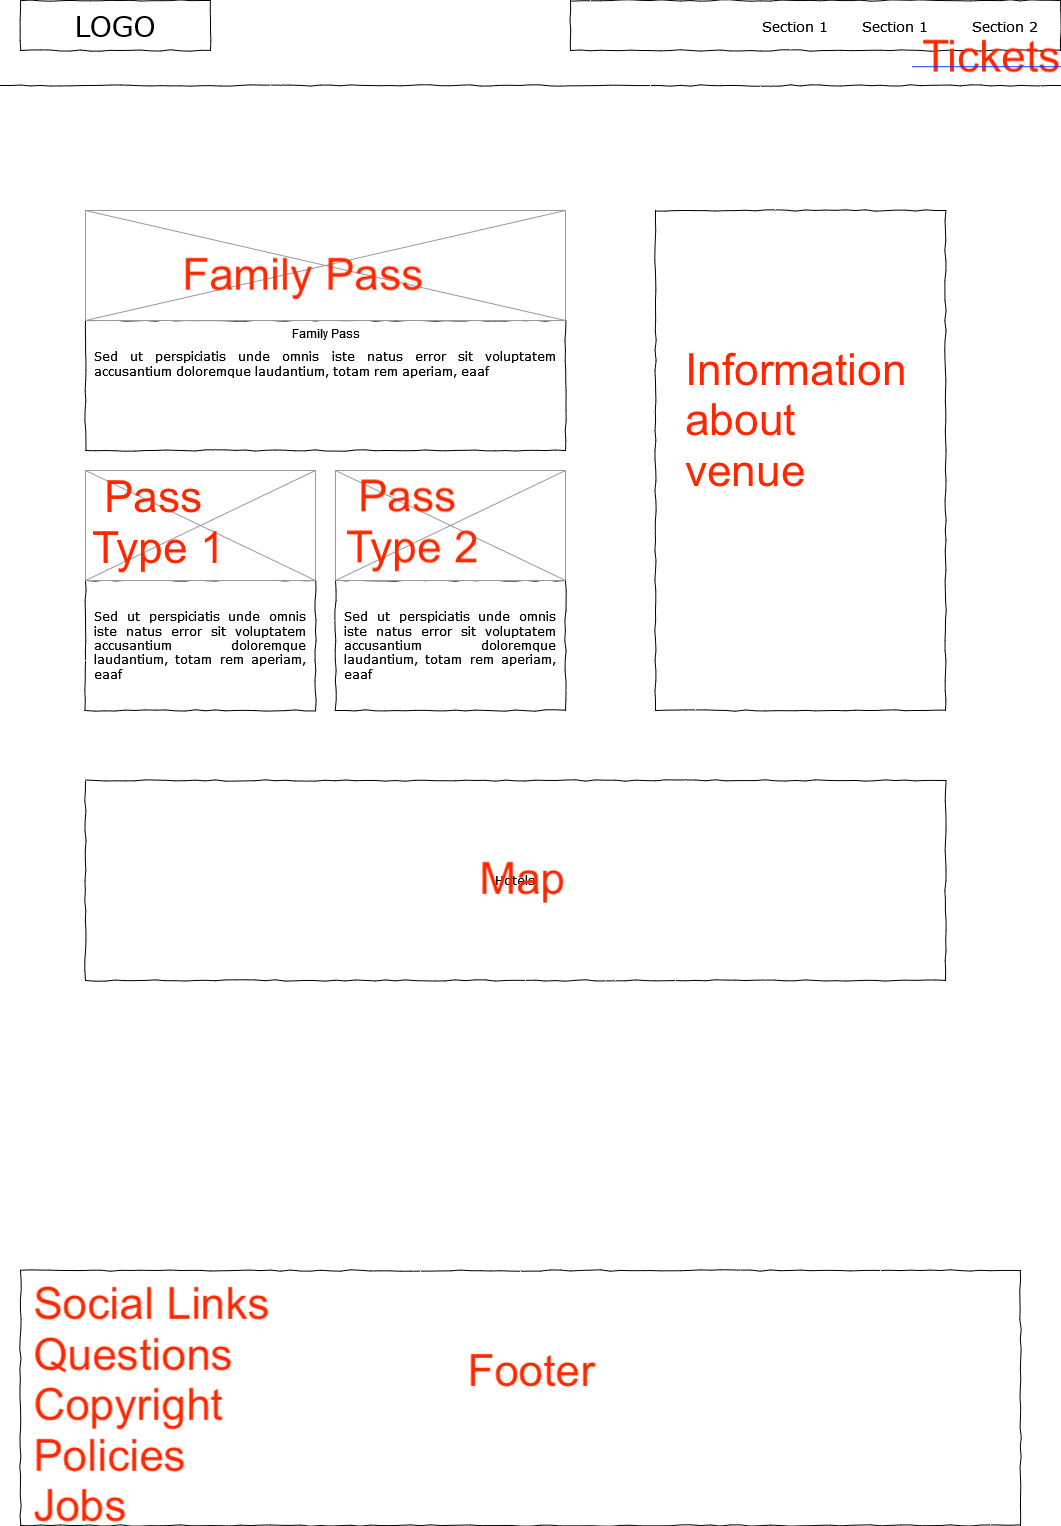 LOGO
Section 1 Section 1 Section 2
Tickets
Family Pass
Family Pass
Sed ut perspiciatis unde omnis iste natus error sit voluptatem
accusantium doloremque laudantium, totam rem aperiam, eaaf
Information
about
venue
Pass
Type 1
Sed ut perspiciatis unde omnis
iste natus error sit voluptatem
accusantium doloremque
laudantium, totam rem aperiam,
eaaf
Pass
Type 2
Sed ut perspiciatis unde omnis
iste natus error sit voluptatem
accusantium doloremque
laudantium, totam rem aperiam,
eaaf
Map
Hotels
Social Links
Questions
Copyright
Policies
Jobs
Footer